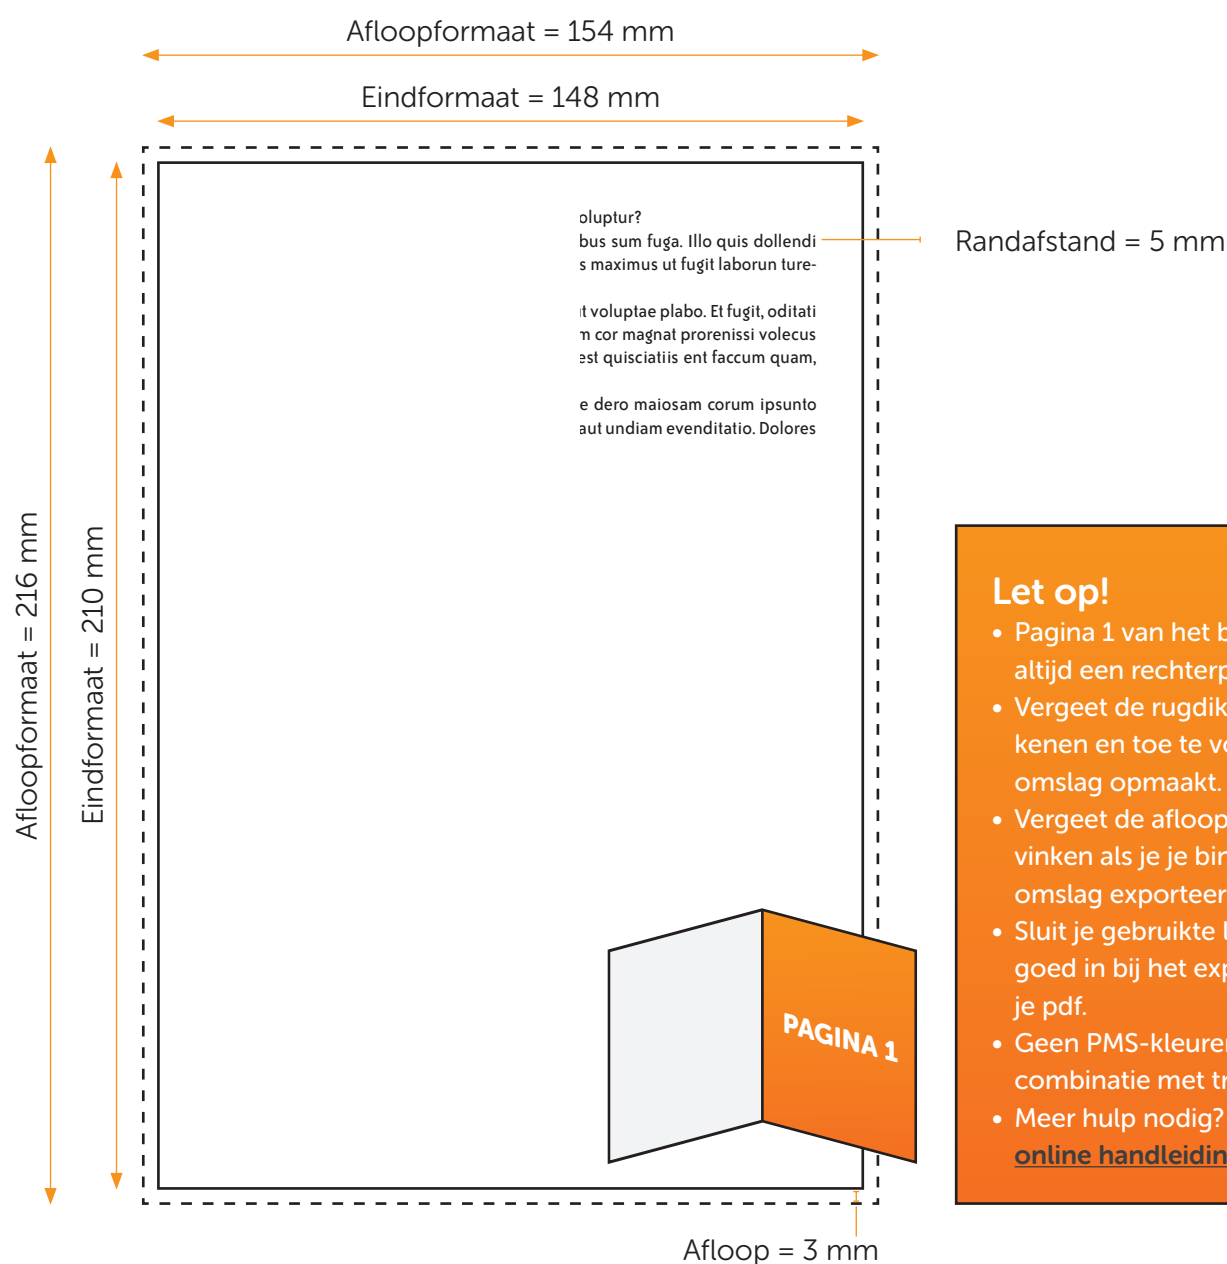 Afloopformaat = 154 mm
Eindformaat = 148 mm
Afloopformaat = 216 mm
Eindformaat = 210 mm
oluptur?
bus sum fuga. Illo quis dollendi
s maximus ut fugit laborun ture-
t voluptae plabo. Et fugit, oditati
m cor magnat prorenissi volecus
est quisciatiis ent faccum quam,
e dero maiosam corum ipsunto
aut undiam evenditatio. Dolores
Randafstand = 5 mm
Let op!
• Pagina 1 van het b
altijd een rechterp
• Vergeet de rugdik
kenen en toe te vo
omslag opmaakt.
• Vergeet de afloop
vinken als je je bin
omslag exporteer
• Sluit je gebruikte l
goed in bij het exp
je pdf.
• Geen PMS-kleuren
combinatie met tr
• Meer hulp nodig?
online handleidin
PAGINA 1
Afloop = 3 mm